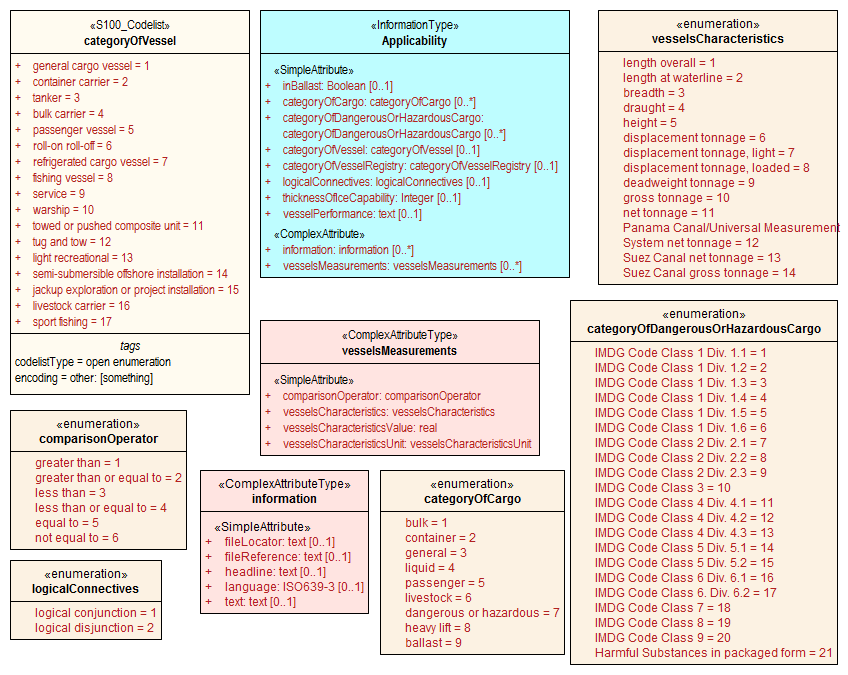 «S100_Codelist»
categoryOfVessel
+ general cargo vessel = 1
+ container carrier = 2
+ tanker = 3
+ bulk carrier = 4
+ passenger vessel = 5
+ roll-on roll-off = 6
+ refrigerated cargo vessel = 7
+ fishing vessel = 8
+ service = 9
+ warship = 10
+ towed or pushed composite unit = 11
+ tug and tow = 12
+ light recreational = 13
+ semi-submersible offshore installation = 14
+ jackup exploration or project installation = 15
+ livestock carrier = 16
+ sport fishing = 17
tags
codelistType = open enumeration
encoding = other: [something]
«InformationType»
Applicability
«SimpleAttribute»
+ inBallast: Boolean [0..1]
+ categoryOfCargo: categoryOfCargo [0..*]
+ categoryOfDangerousOrHazardousCargo:
categoryOfDangerousOrHazardousCargo [0..*]
+ categoryOfVessel: categoryOfVessel [0..1]
+ categoryOfVesselRegistry: categoryOfVesselRegistry [0..1]
+ logicalConnectives: logicalConnectives [0..1]
+ thicknessOfIceCapability: Integer [0..1]
+ vesselPerformance: text [0..1]
«ComplexAttribute»
+ information: information [0..*]
+ vesselsMeasurements: vesselsMeasurements [0..*]
«enumeration»
vesselsCharacteristics
length overall = 1
length at waterline = 2
breadth = 3
draught = 4
height = 5
displacement tonnage = 6
displacement tonnage, light = 7
displacement tonnage, loaded = 8
deadweight tonnage = 9
gross tonnage = 10
net tonnage = 11
Panama Canal/Universal Measurement
System net tonnage = 12
Suez Canal net tonnage = 13
Suez Canal gross tonnage = 14
«ComplexAttributeType»
vesselsMeasurements
«SimpleAttribute»
+ comparisonOperator: comparisonOperator
+ vesselsCharacteristics: vesselsCharacteristics
+ vesselsCharacteristicsValue: real
+ vesselsCharacteristicsUnit: vesselsCharacteristicsUnit
«enumeration»
categoryOfDangerousOrHazardousCargo
IMDG Code Class 1 Div. 1.1 = 1
IMDG Code Class 1 Div. 1.2 = 2
IMDG Code Class 1 Div. 1.3 = 3
IMDG Code Class 1 Div. 1.4 = 4
IMDG Code Class 1 Div. 1.5 = 5
IMDG Code Class 1 Div. 1.6 = 6
IMDG Code Class 2 Div. 2.1 = 7
IMDG Code Class 2 Div. 2.2 = 8
IMDG Code Class 2 Div. 2.3 = 9
IMDG Code Class 3 = 10
IMDG Code Class 4 Div. 4.1 = 11
IMDG Code Class 4 Div. 4.2 = 12
IMDG Code Class 4 Div. 4.3 = 13
IMDG Code Class 5 Div. 5.1 = 14
IMDG Code Class 5 Div. 5.2 = 15
IMDG Code Class 6 Div. 6.1 = 16
IMDG Code Class 6. Div. 6.2 = 17
IMDG Code Class 7 = 18
IMDG Code Class 8 = 19
IMDG Code Class 9 = 20
Harmful Substances in packaged form = 21
«enumeration»
comparisonOperator
greater than = 1
greater than or equal to = 2
less than = 3
less than or equal to = 4
equal to = 5
not equal to = 6
«ComplexAttributeType»
information
«SimpleAttribute»
+ fileLocator: text [0..1]
+ fileReference: text [0..1]
+ headline: text [0..1]
+ language: ISO639-3 [0..1]
+ text: text [0..1]
«enumeration»
categoryOfCargo
bulk = 1
container = 2
general = 3
liquid = 4
passenger = 5
livestock = 6
dangerous or hazardous = 7
heavy lift = 8
ballast = 9
«enumeration»
logicalConnectives
logical conjunction = 1
logical disjunction = 2